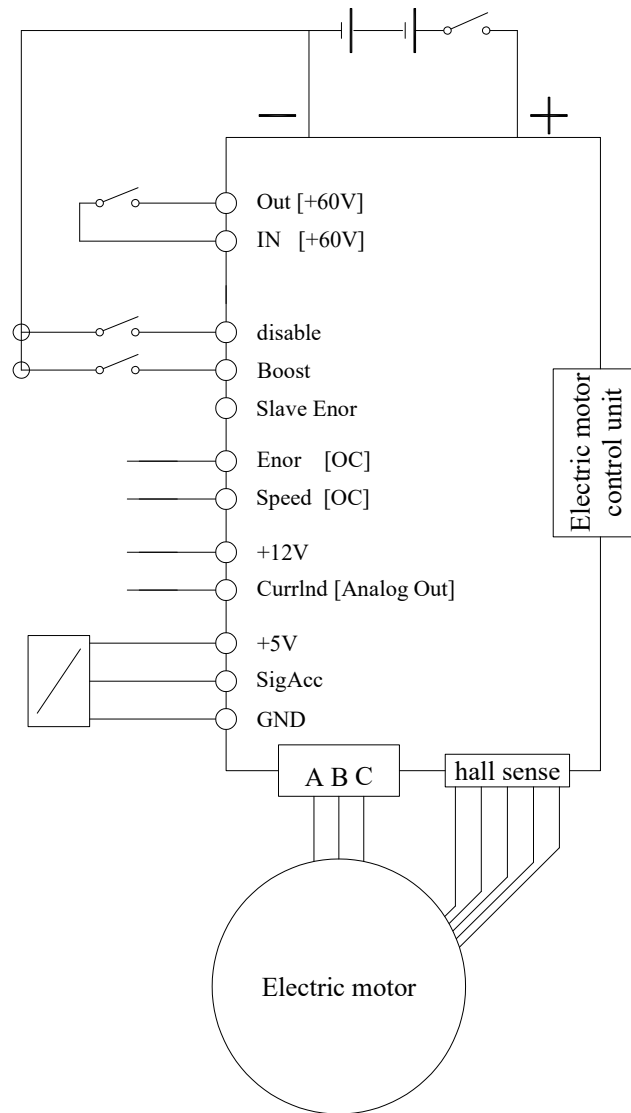 — +
Out [+60V]
IN [+60V]
disable
Boost
Slave Enor
Enor [OC]
Speed [OC]
+12V
CurrlInd [Analog Out]
+5V
SigAcc
GND
Electric motor
control unit
A B C
hall sense
Electric motor